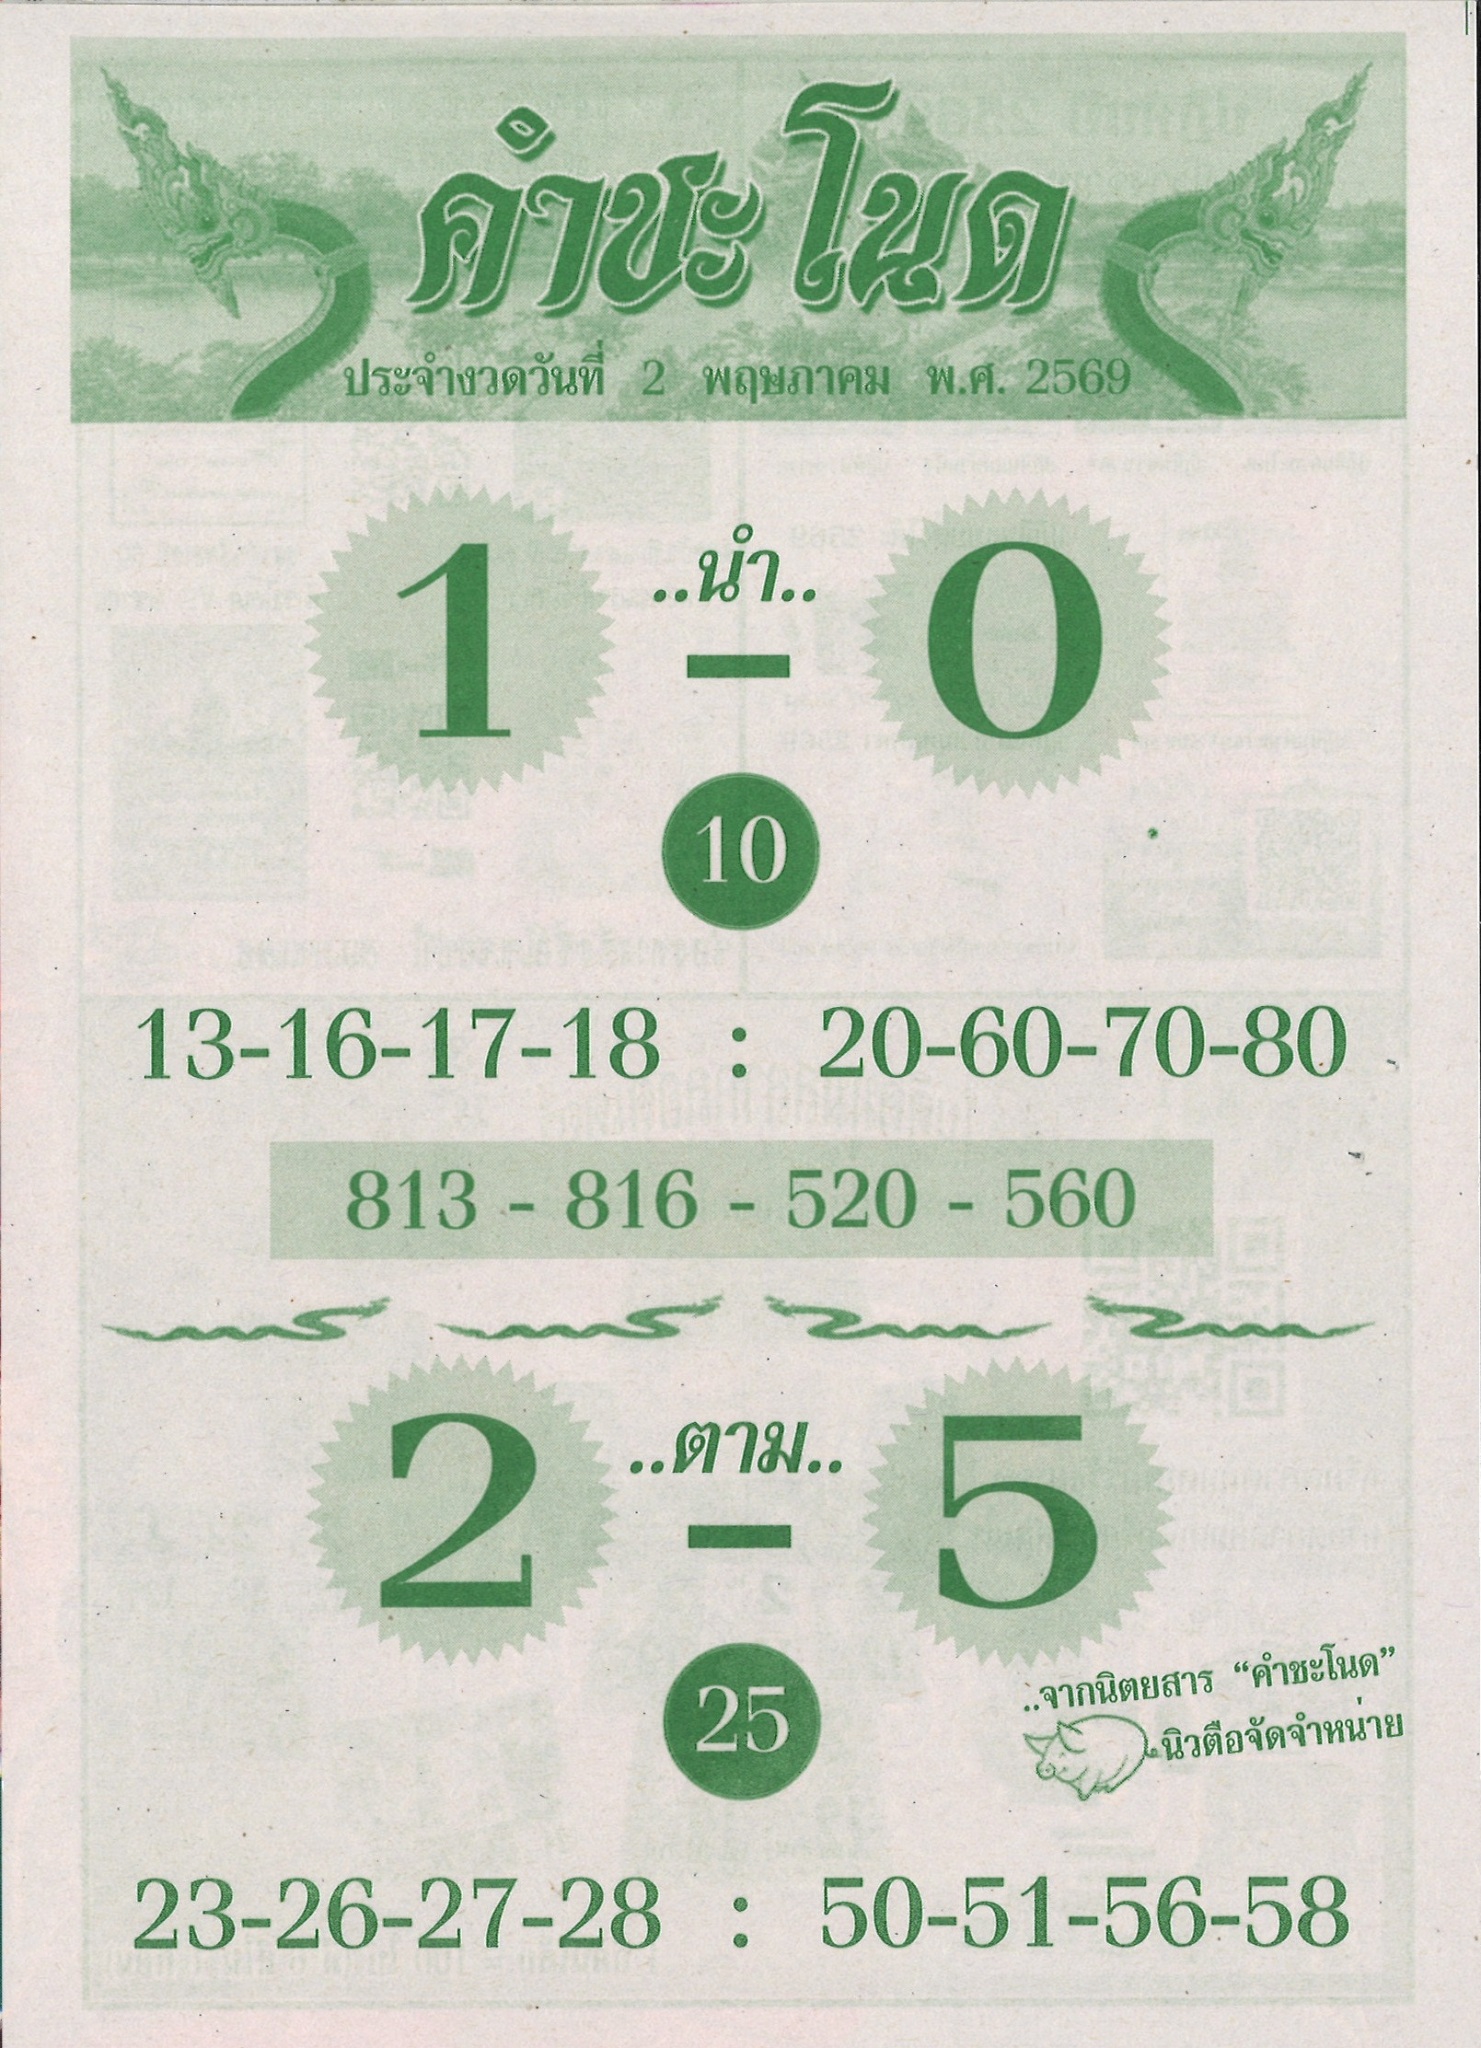 คำชะโนด
ประจำงวดวันที่ 2 พฤษภาคม พ.ศ. 2569
..นำ..
1 - 0
10
13-16-17-18 : 20-60-70-80
813 - 816 - 520 - 560
..ตาม..
2 - 5
25
..จากนิตยสาร “คำชะโนด”
นิวตือจัดจำหน่าย
23-26-27-28 : 50-51-56-58